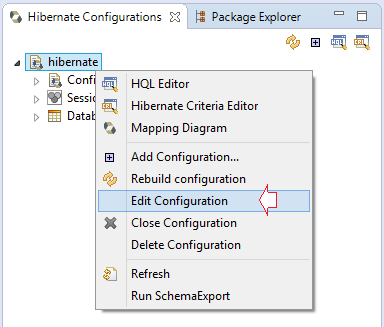 Hibernate Configurations
Package Explorer
hibernate
Confi
Sessio
Datab
HQL Editor
Hibernate Criteria Editor
Mapping Diagram
Add Configuration...
Rebuild configuration
Edit Configuration
Close Configuration
Delete Configuration
Refresh
Run SchemaExport